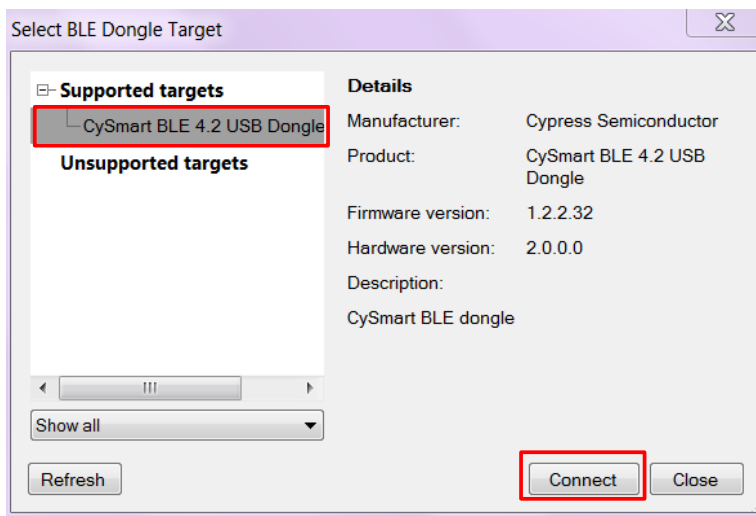 Select BLE Dongle Target
Supported targets
CySmart BLE 4.2 USB Dongle
Unsupported targets
Show all
Refresh
Details
Manufacturer: Cypress Semiconductor
Product: CySmart BLE 4.2 USB
Dongle
Firmware version: 1.2.2.32
Hardware version: 2.0.0.0
Description:
CySmart BLE dongle
Connect
Close